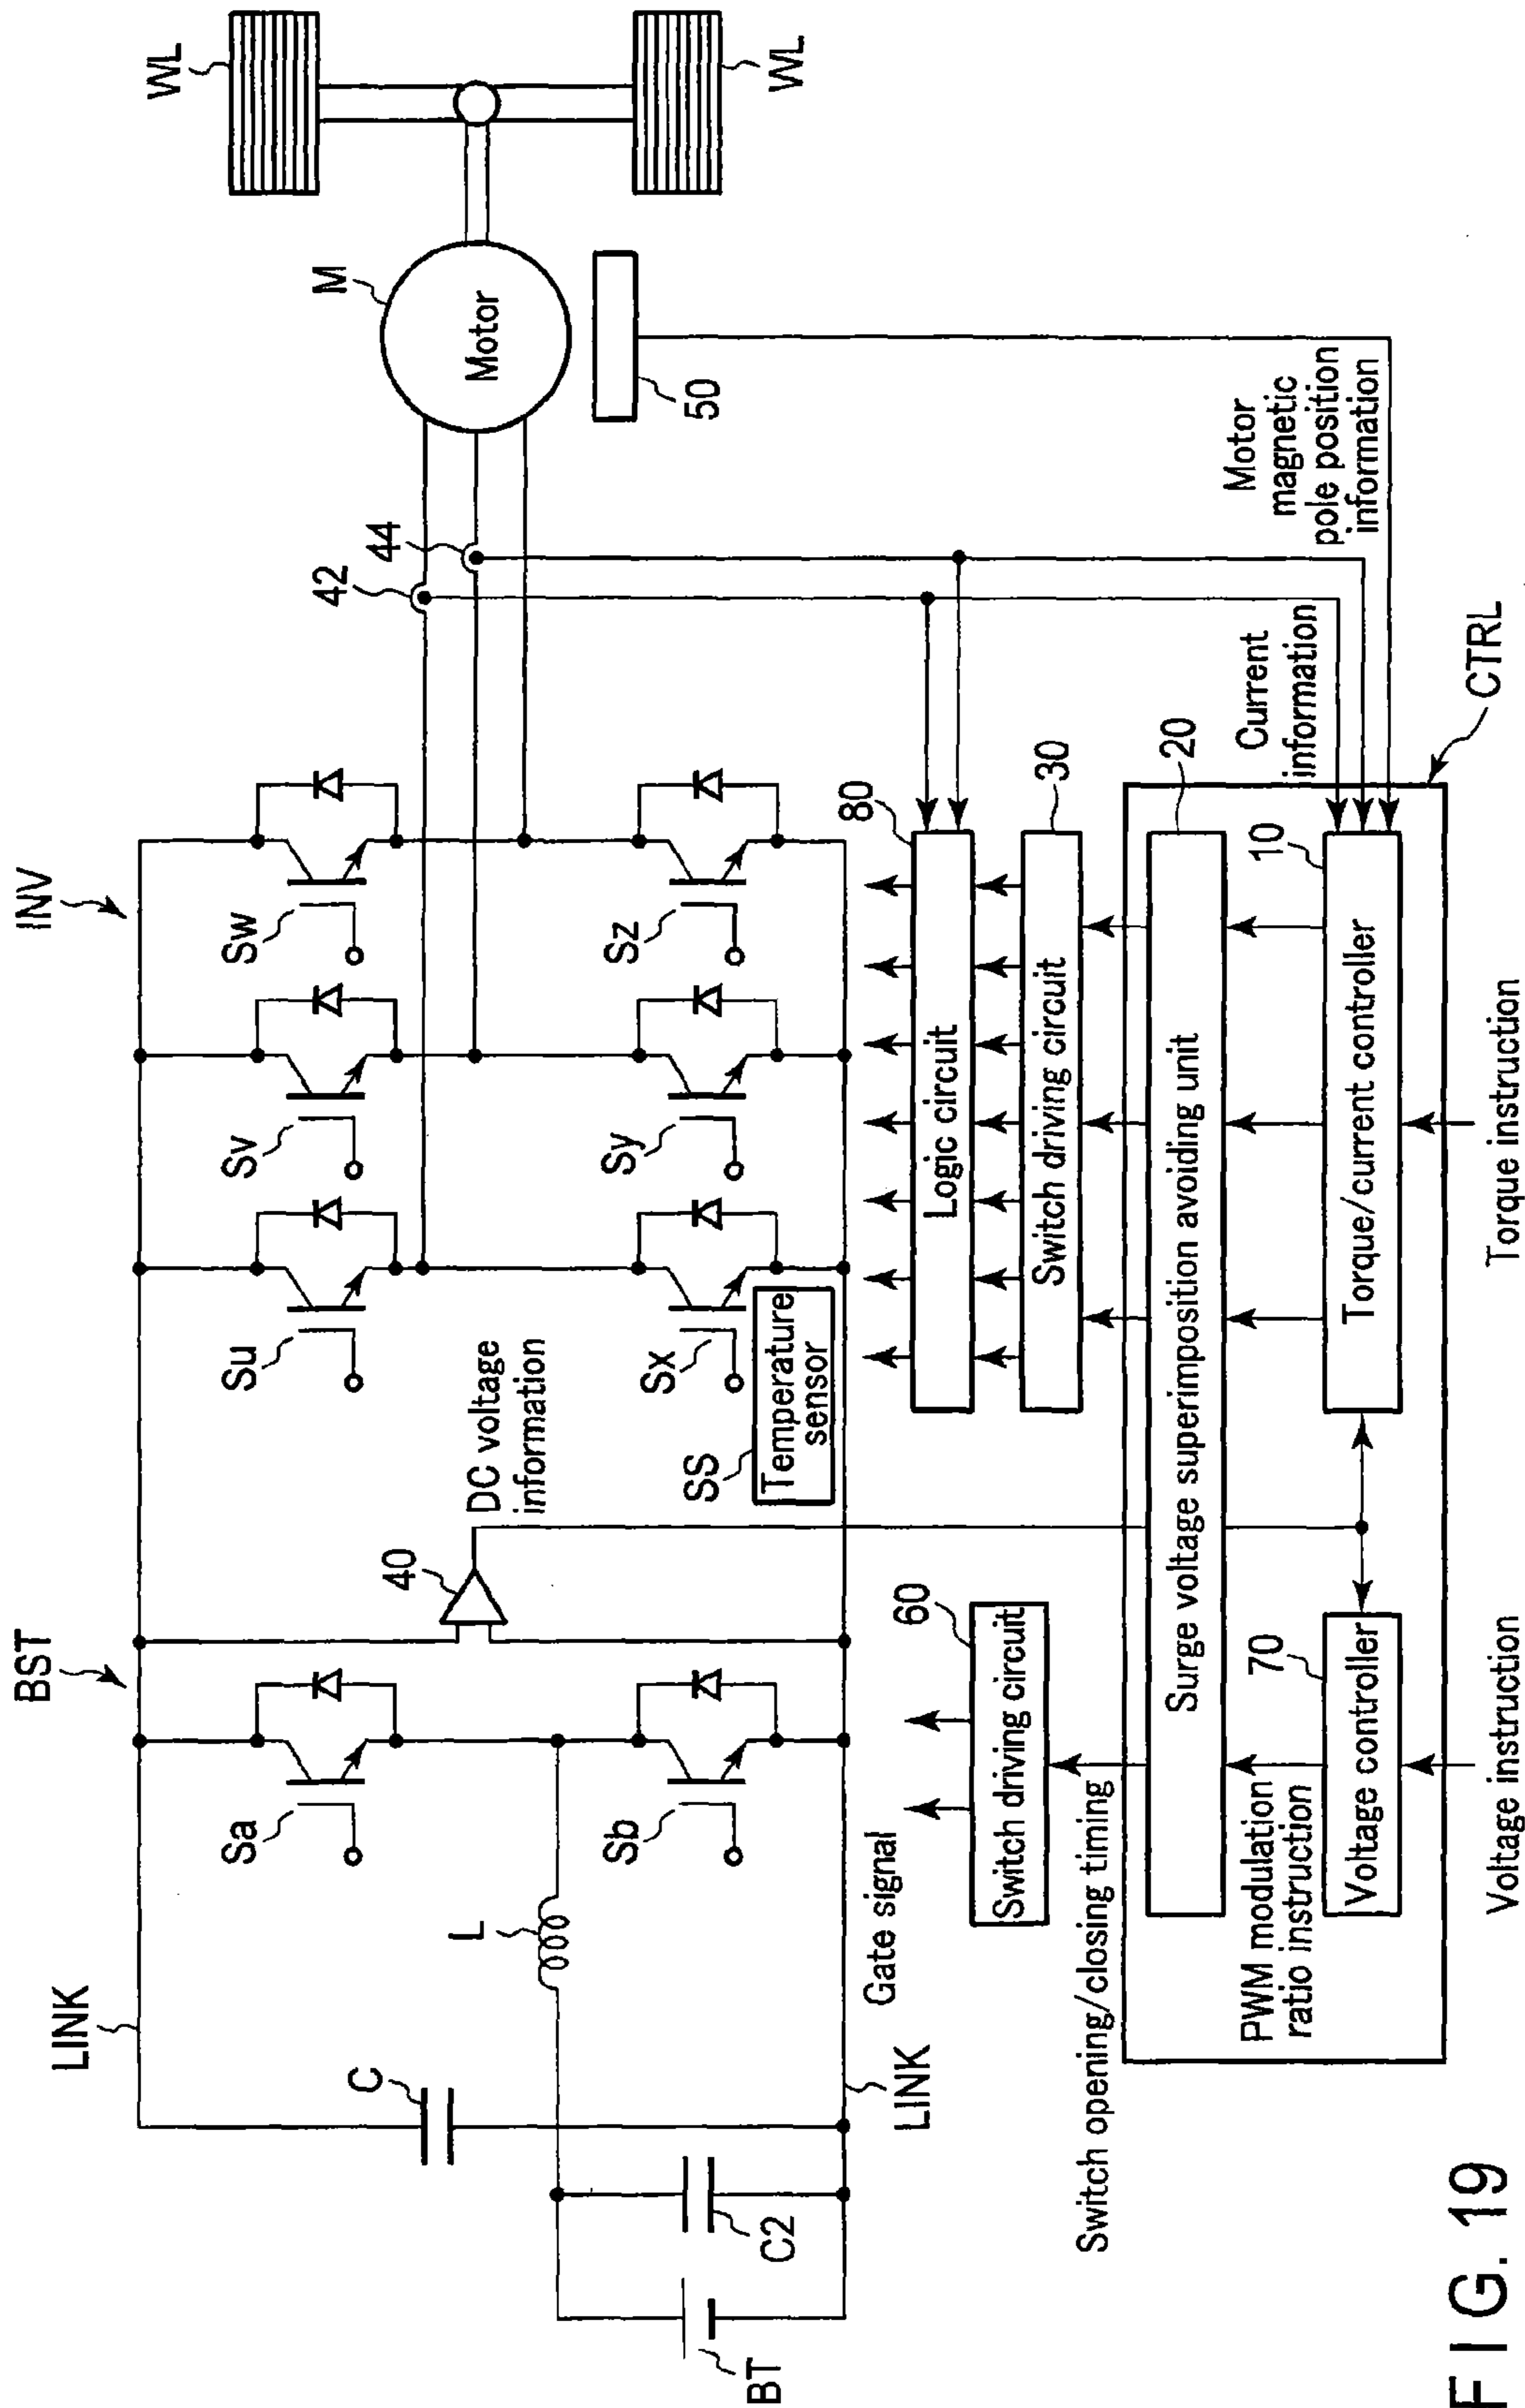 LINK
BST
INV
WL
WL
C
L
Sa
Sb
40
DC voltage
information
Su
Sv
Sw
Sx
Sy
Sz
SS
Temperature
sensor
42
44
M
Motor
50
BT
C2
LINK
Gate signal
60
Switch driving circuit
80
Logic circuit
30
Switch driving circuit
Switch opening/closing timing
20
Surge voltage superimposition avoiding unit
PWM modulation
ratio instruction
70
Voltage controller
10
Torque/current controller
Current
information
Motor
magnetic
pole position
information
CTRL
Voltage instruction
Torque instruction
FIG. 19